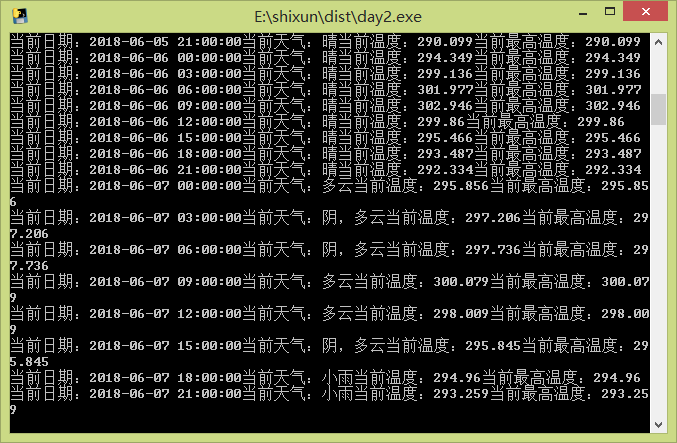 E:\shixun\dist\day2.exe
当前日期：2018-06-05 21:00:00当前天气：晴当前温度：290.099当前最高温度：290.099
当前日期：2018-06-06 00:00:00当前天气：晴当前温度：294.349当前最高温度：294.349
当前日期：2018-06-06 03:00:00当前天气：晴当前温度：299.136当前最高温度：299.136
当前日期：2018-06-06 06:00:00当前天气：晴当前温度：301.977当前最高温度：301.977
当前日期：2018-06-06 09:00:00当前天气：晴当前温度：302.946当前最高温度：302.946
当前日期：2018-06-06 12:00:00当前天气：晴当前温度：299.86当前最高温度：299.86
当前日期：2018-06-06 15:00:00当前天气：晴当前温度：295.466当前最高温度：295.466
当前日期：2018-06-06 18:00:00当前天气：晴当前温度：293.487当前最高温度：293.487
当前日期：2018-06-06 21:00:00当前天气：晴当前温度：292.334当前最高温度：292.334
当前日期：2018-06-07 00:00:00当前天气：多云当前温度：295.856当前最高温度：295.85
6
当前日期：2018-06-07 03:00:00当前天气：阴，多云当前温度：297.206当前最高温度：29
7.206
当前日期：2018-06-07 06:00:00当前天气：阴，多云当前温度：297.736当前最高温度：29
7.736
当前日期：2018-06-07 09:00:00当前天气：多云当前温度：300.079当前最高温度：300.07
9
当前日期：2018-06-07 12:00:00当前天气：多云当前温度：298.009当前最高温度：298.00
9
当前日期：2018-06-07 15:00:00当前天气：阴，多云当前温度：295.845当前最高温度：29
5.845
当前日期：2018-06-07 18:00:00当前天气：小雨当前温度：294.96当前最高温度：294.96
当前日期：2018-06-07 21:00:00当前天气：小雨当前温度：293.259当前最高温度：293.25
9